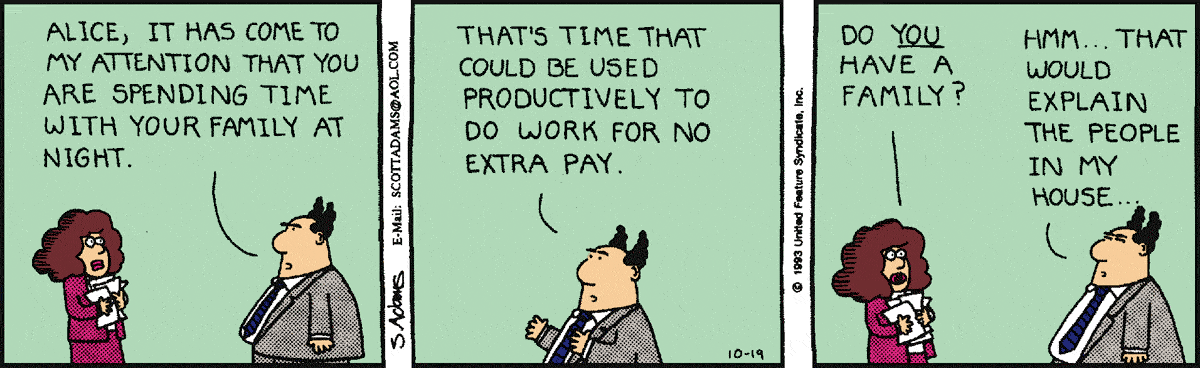 ALICE, IT HAS COME TO
MY ATTENTION THAT YOU
ARE SPENDING TIME
WITH YOUR FAMILY AT
NIGHT.
S Adams
E-Mail: SCOTTADAMS@AOL.COM
THAT'S TIME THAT
COULD BE USED
PRODUCTIVELY TO
DO WORK FOR NO
EXTRA PAY.
10-19
© 1993 United Feature Syndicate, Inc.
DO YOU
HAVE A
FAMILY?
HMM... THAT
WOULD
EXPLAIN
THE PEOPLE
IN MY
HOUSE...